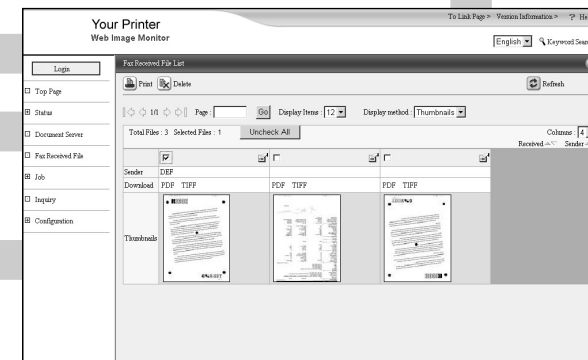 To Link Page > Version Information > ? He
Your Printer
Web Image Monitor
English Keyword Sear
Login
Fax Received File List
Print Delete Refresh
Top Page
Status
Document Server
Fax Received File
Job
Inquiry
Configuration
1/1 Page : Go Display Items : 12 Display method : Thumbnails
Total Files : 3 Selected Files : 1 Uncheck All Columns : 4
Received Sender
Sender DEF
Download PDF TIFF PDF TIFF PDF TIFF
Thumbnails